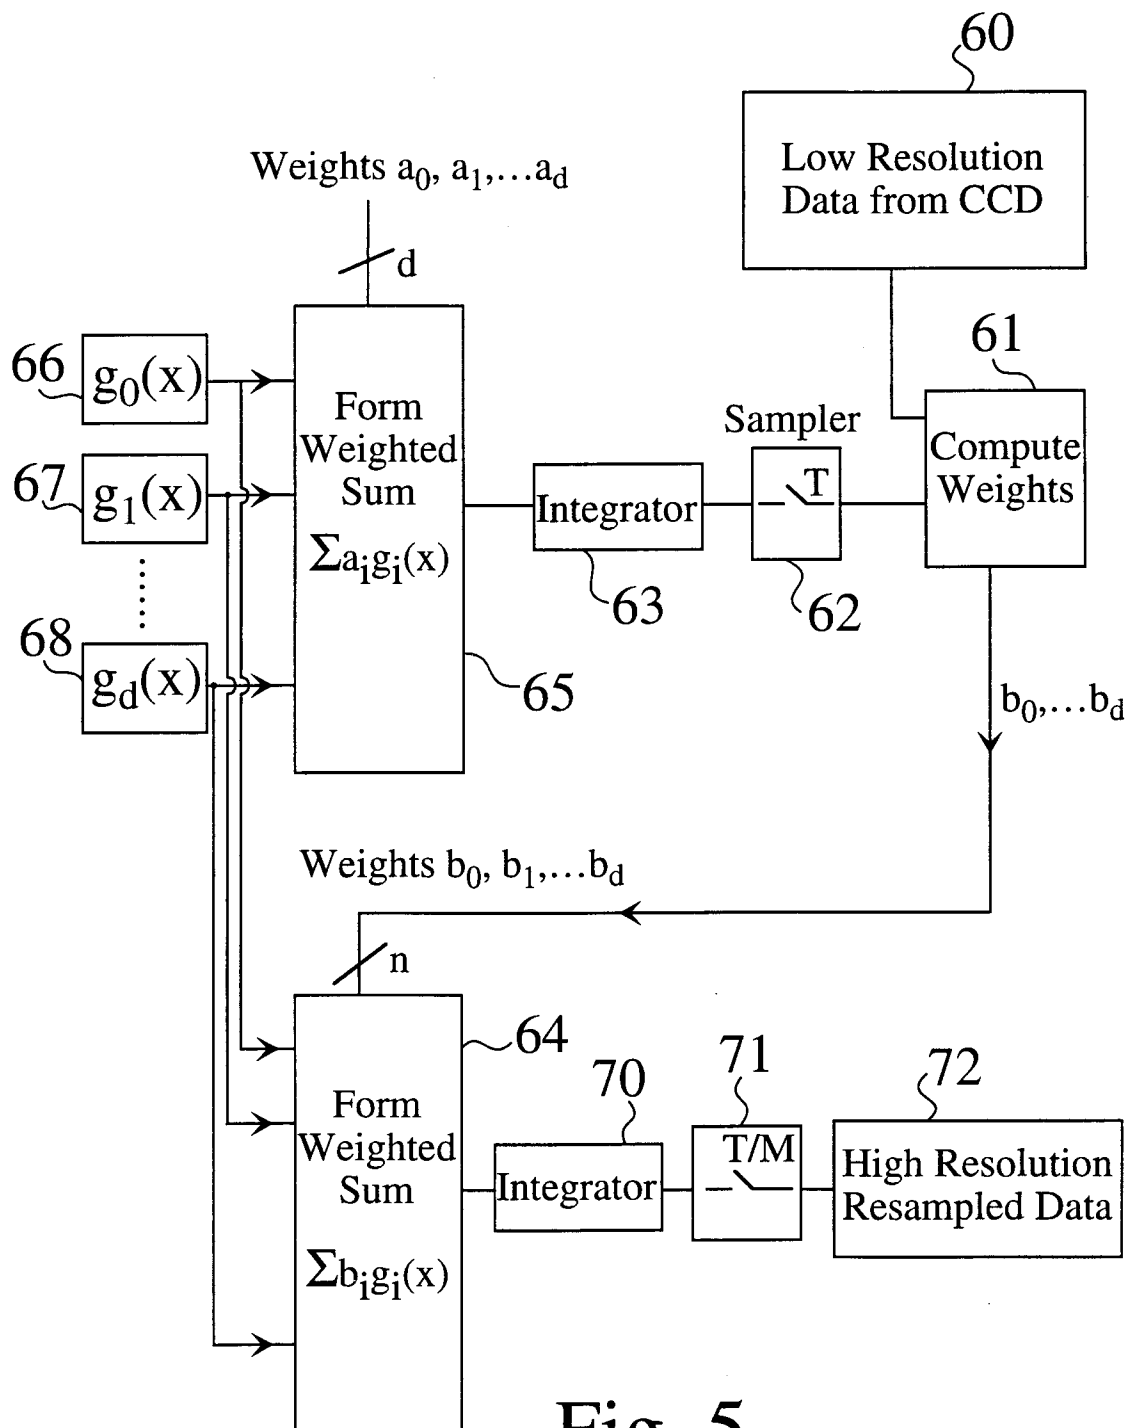 60
Low Resolution
Data from CCD
Weights a0, a1,...ad
d
61
66
g0(x)
Form
Weighted
Sum
Σaigi(x)
Sampler
T
Compute
Weights
67
g1(x)
Integrator
63
62
68
gd(x)
65
b0,...bd
Weights b0, b1,...bd
n
64
70
71
72
Form
Weighted
Sum
Σbigi(x)
Integrator
T/M
High Resolution
Resampled Data
Fig. 5